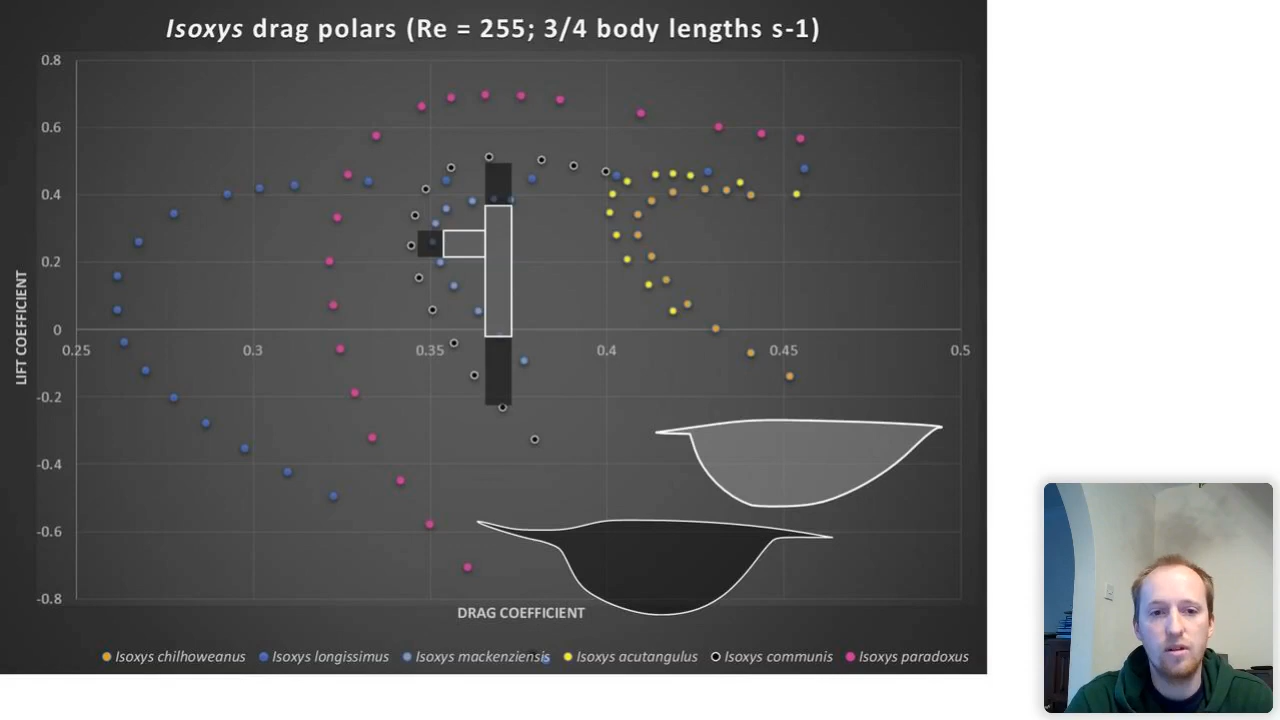 Isoxys drag polars (Re = 255; 3/4 body lengths s-1)
0.8
0.6
0.4
0.2
0
-0.2
-0.4
-0.6
-0.8
LIFT COEFFICIENT
0.25 0.3 0.35 0.4 0.45 0.5
DRAG COEFFICIENT
Isoxys chilhoweanus Isoxys longissimus Isoxys mackenziensis Isoxys acutangulus Isoxys communis Isoxys paradoxus